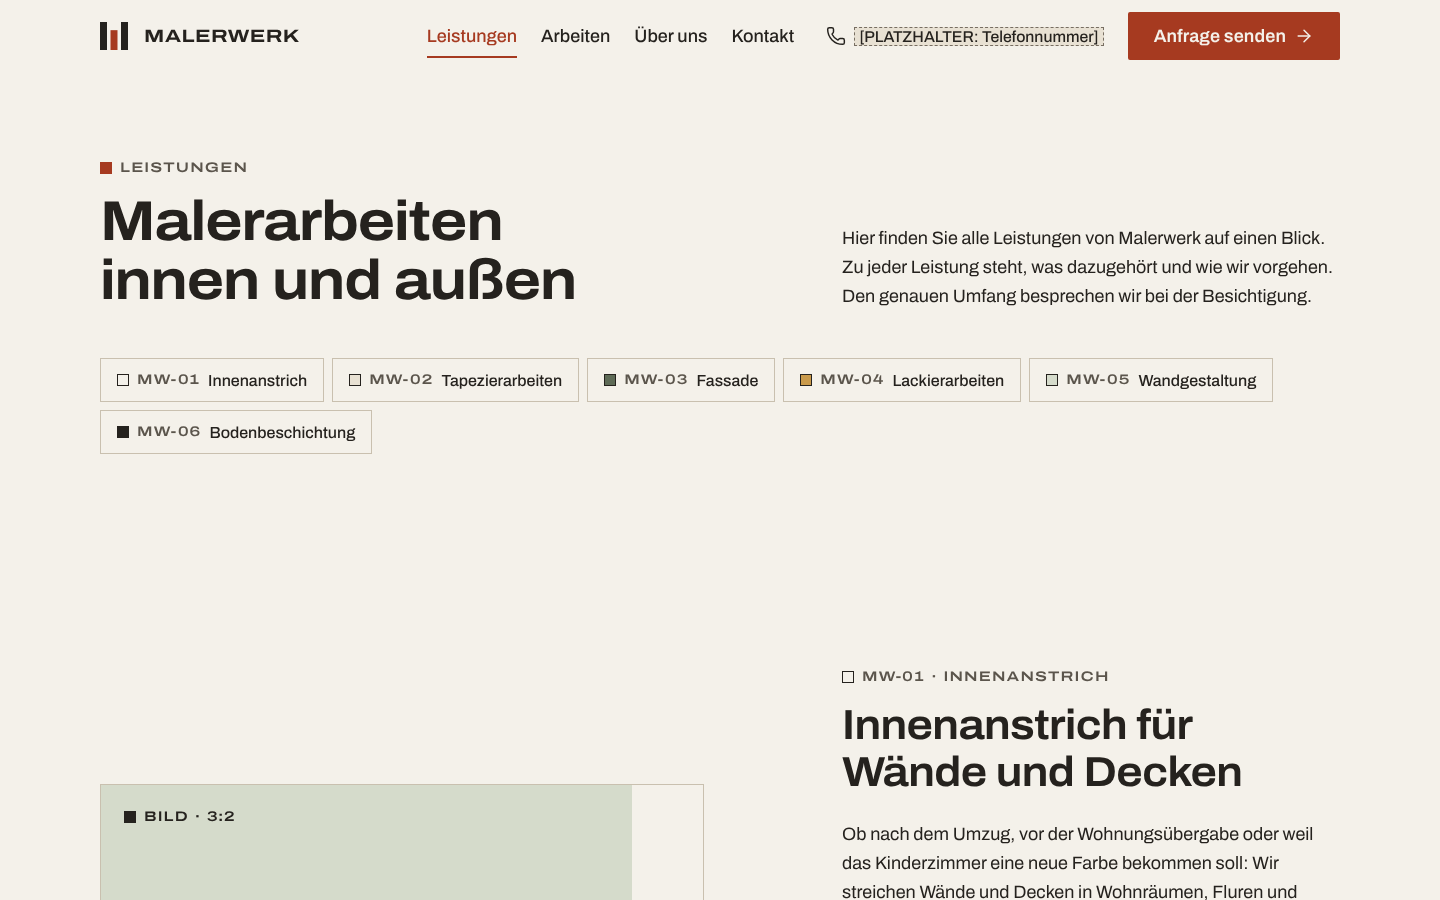 MALERWERK
Leistungen Arbeiten Über uns Kontakt [PLATZHALTER: Telefonnummer] Anfrage senden
LEISTUNGEN
Malerarbeiten
innen und außen
Hier finden Sie alle Leistungen von Malerwerk auf einen Blick.
Zu jeder Leistung steht, was dazugehört und wie wir vorgehen.
Den genauen Umfang besprechen wir bei der Besichtigung.
MW-01 Innenanstrich
MW-02 Tapezierarbeiten
MW-03 Fassade
MW-04 Lackierarbeiten
MW-05 Wandgestaltung
MW-06 Bodenbeschichtung
BILD · 3:2
MW-01 · INNENANSTRICH
Innenanstrich für
Wände und Decken
Ob nach dem Umzug, vor der Wohnungsübergabe oder weil
das Kinderzimmer eine neue Farbe bekommen soll: Wir
streichen Wände und Decken in Wohnräumen, Fluren und